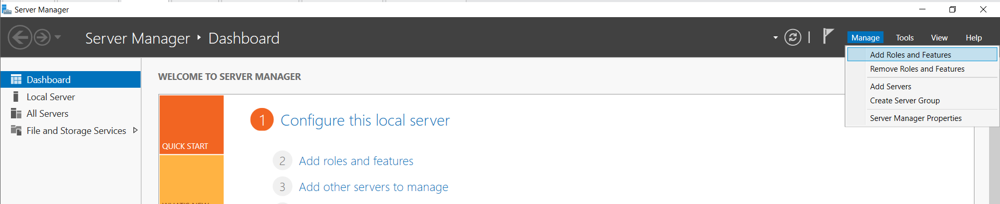 Server Manager
Server Manager ‣ Dashboard
Manage Tools View Help
Add Roles and Features
Remove Roles and Features
Add Servers
Create Server Group
Server Manager Properties
Dashboard
Local Server
All Servers
File and Storage Services
WELCOME TO SERVER MANAGER
QUICK START
WHAT'S NEW
1 Configure this local server
2 Add roles and features
3 Add other servers to manage